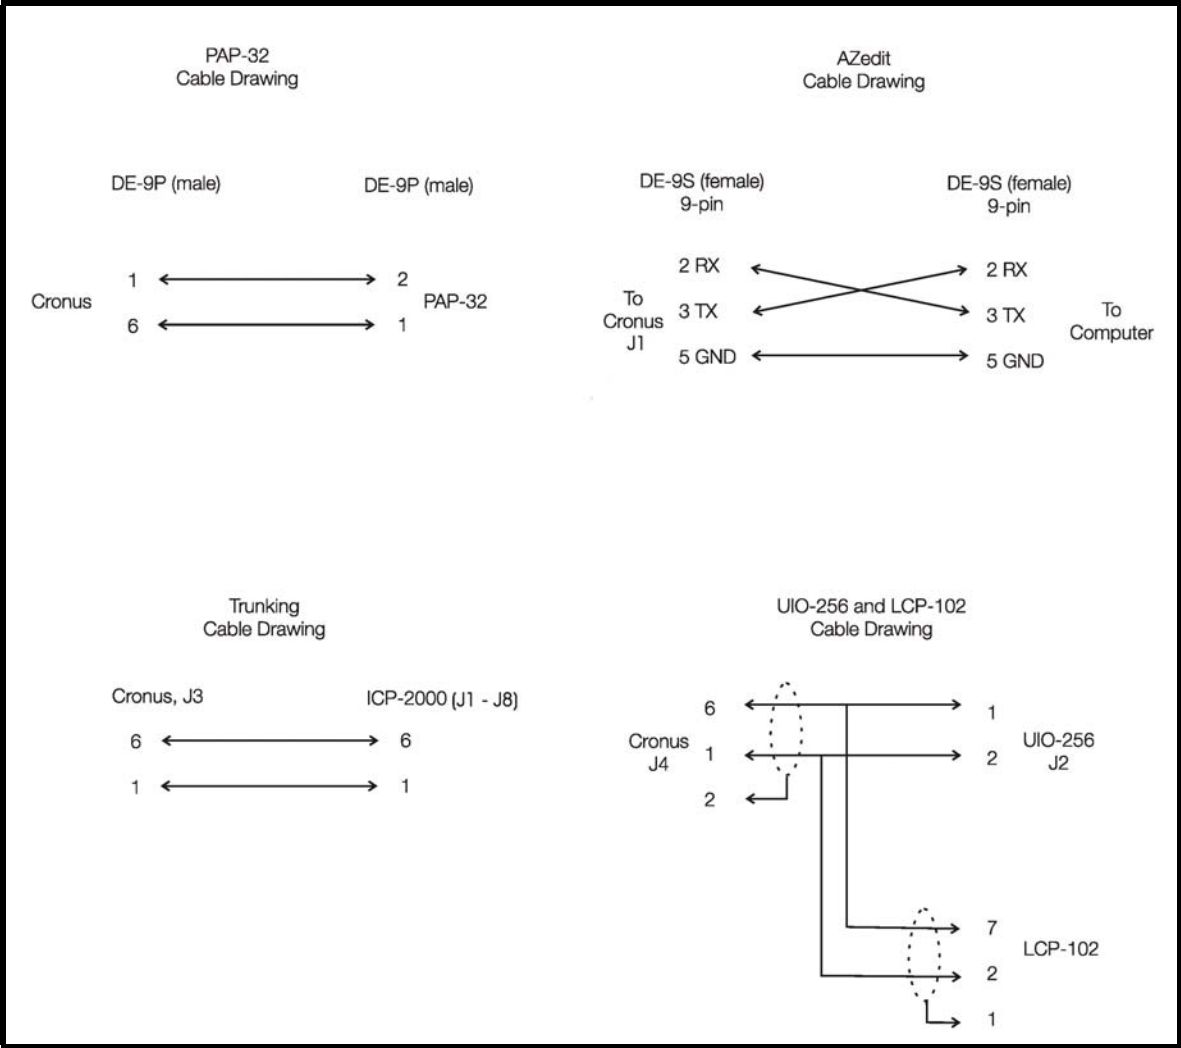 PAP-32
Cable Drawing
DE-9P (male)
DE-9P (male)
1
2
Cronus
PAP-32
6
1
AZedit
Cable Drawing
DE-9S (female)
9-pin
DE-9S (female)
9-pin
2 RX
2 RX
To
Cronus
J1
3 TX
3 TX
To
Computer
5 GND
5 GND
Trunking
Cable Drawing
Cronus, J3
ICP-2000 (J1 - J8)
6
6
1
1
UIO-256 and LCP-102
Cable Drawing
6
1
Cronus
J4
1
2
UIO-256
J2
2
7
LCP-102
2
1